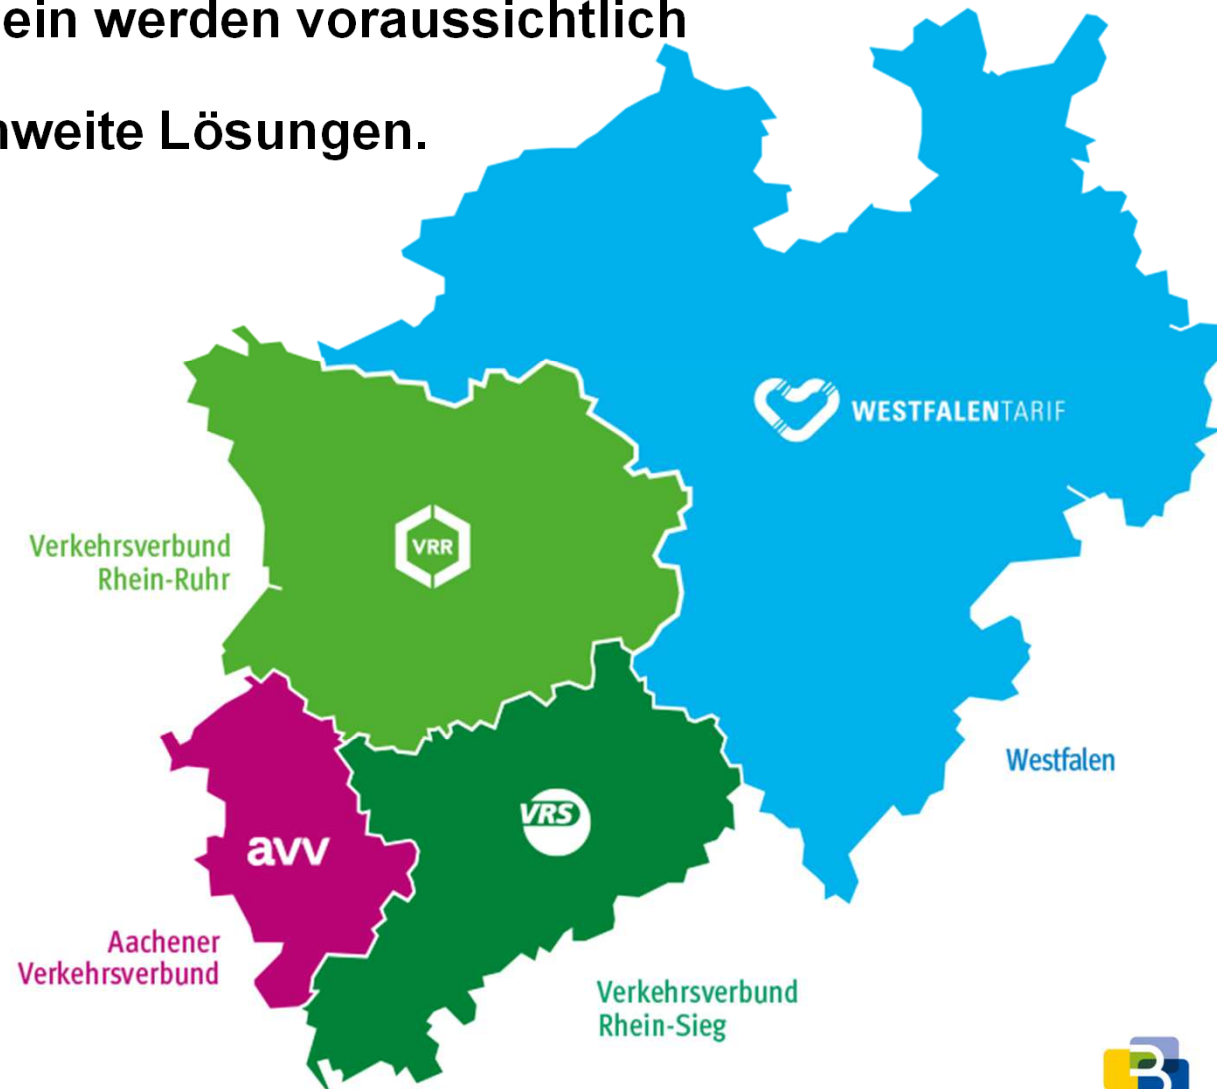 ein werden voraussichtlich
weite Lösungen.
WESTFALENTARIF
Verkehrsverbund
Rhein-Ruhr
VRR
Westfalen
VRS
avv
Aachener
Verkehrsverbund
Verkehrsverbund
Rhein-Sieg
B